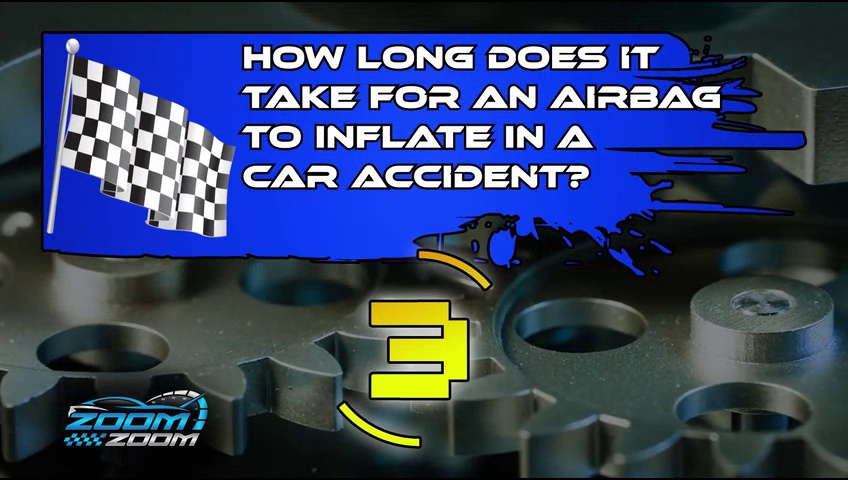 HOW LONG DOES IT
TAKE FOR AN AIRBAG
TO INFLATE IN A
CAR ACCIDENT?
3
ZOOM
ZOOM